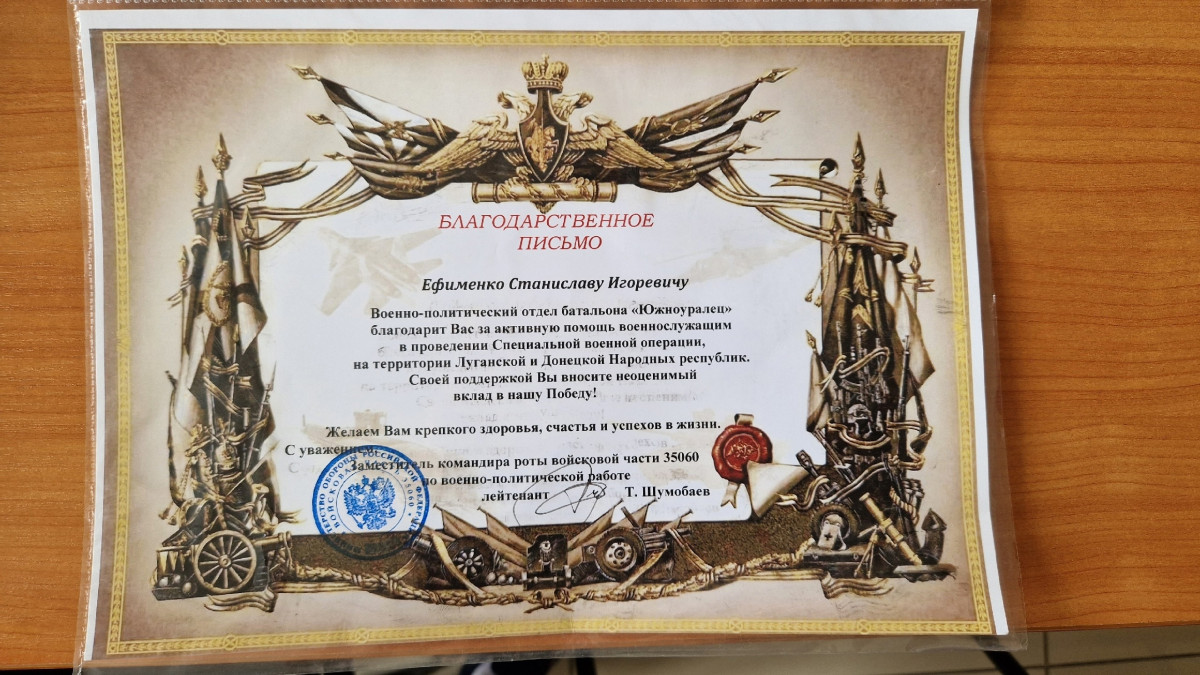 БЛАГОДАРСТВЕННОЕ
ПИСЬМО
Ефименко Станиславу Игоревичу
Военно-политический отдел батальона «Южноуралец»
благодарит Вас за активную помощь военнослужащим
в проведении Специальной военной операции,
на территории Луганской и Донецкой Народных республик.
Своей поддержкой Вы вносите неоценимый
вклад в нашу Победу!
Желаем Вам крепкого здоровья, счастья и успехов в жизни.
С уважением
Заместитель командира роты войсковой части 35060
по военно-политической работе
лейтенант Т. Шумобаев